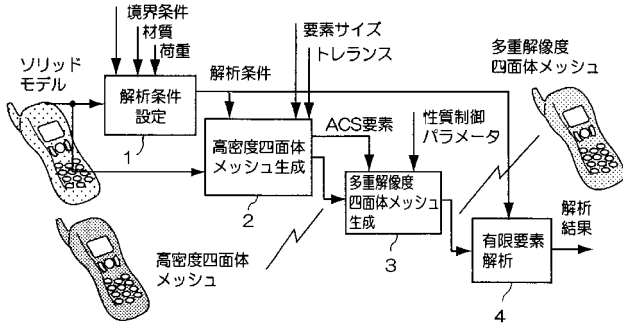 境界条件
材質
荷重
ソリッド
モデル
解析条件
設定
1
解析条件
要素サイズ
トレランス
高密度四面体
メッシュ生成
2
ACS要素
性質制御
パラメータ
多重解像度
四面体メッシュ
多重解像度
四面体メッシュ
生成
3
高密度四面体
メッシュ
有限要素
解析
4
解析
結果